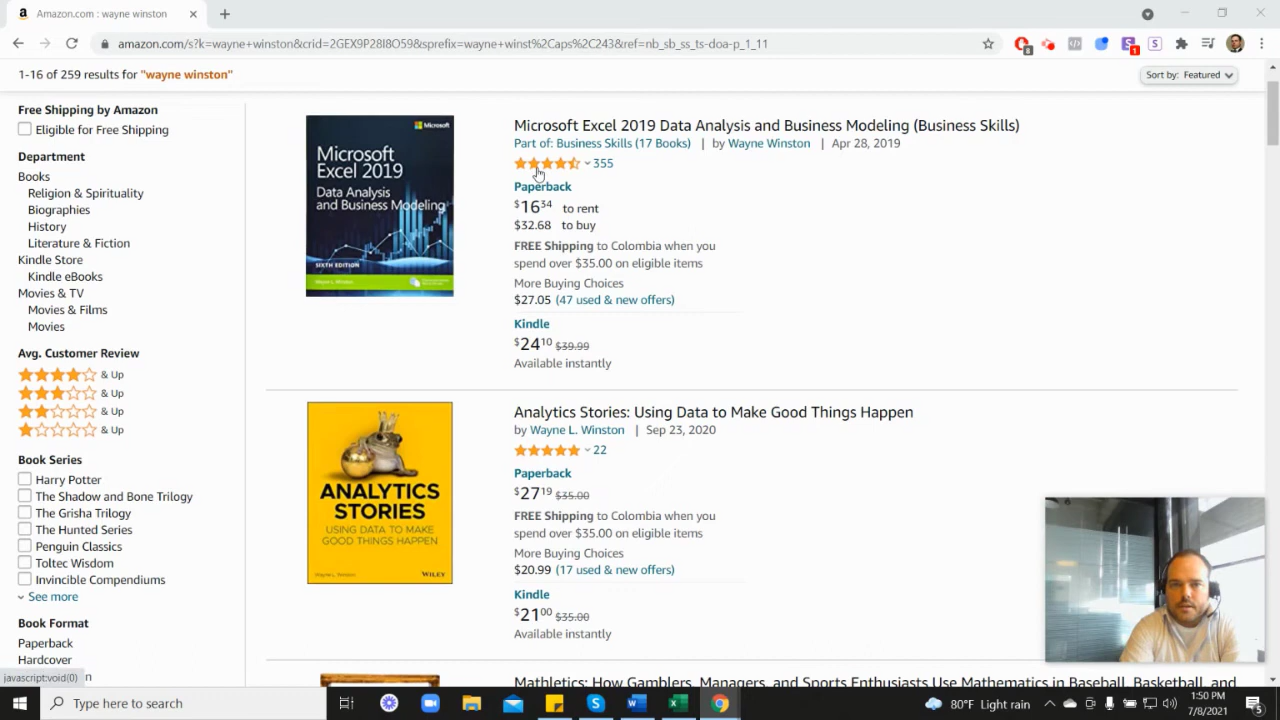 Amazon.com : wayne winston
amazon.com/s?k=wayne+winston&crid=2GEX9P28I8O59&sprefix=wayne+winst%2Caps%2C243&ref=nb_sb_ss_ts-doa-p_1_11
8
1
1-16 of 259 results for "wayne winston"
Sort by: Featured
Free Shipping by Amazon
Eligible for Free Shipping
Department
Books
Religion & Spirituality
Biographies
History
Literature & Fiction
Kindle Store
Kindle eBooks
Movies & TV
Movies & Films
Movies
Avg. Customer Review
& Up
& Up
& Up
& Up
Book Series
Harry Potter
The Shadow and Bone Trilogy
The Grisha Trilogy
The Hunted Series
Penguin Classics
Toltec Wisdom
Invincible Compendiums
See more
Book Format
Paperback
Hardcover
javascript:void(0)
Microsoft
Microsoft
Excel 2019
Data Analysis
and Business Modeling
SIXTH EDITION
Wayne L. Winston
Microsoft Excel 2019 Data Analysis and Business Modeling (Business Skills)
Part of: Business Skills (17 Books) | by Wayne Winston | Apr 28, 2019
355
Paperback
$16.34 to rent
$32.68 to buy
FREE Shipping to Colombia when you
spend over $35.00 on eligible items
More Buying Choices
$27.05 (47 used & new offers)
Kindle
$24.10 $39.99
Available instantly
ANALYTICS
STORIES
USING DATA TO MAKE
GOOD THINGS HAPPEN
WAYNE L. WINSTON
WILEY
Analytics Stories: Using Data to Make Good Things Happen
by Wayne L. Winston | Sep 23, 2020
22
Paperback
$27.19 $35.00
FREE Shipping to Colombia when you
spend over $35.00 on eligible items
More Buying Choices
$20.99 (17 used & new offers)
Kindle
$21.00 $35.00
Available instantly
Mathletics: How Gamblers, Managers, and Sports Enthusiasts Use Mathematics in Baseball, Basketball, and
Type here to search
80°F Light rain
1:50 PM
7/8/2021
5